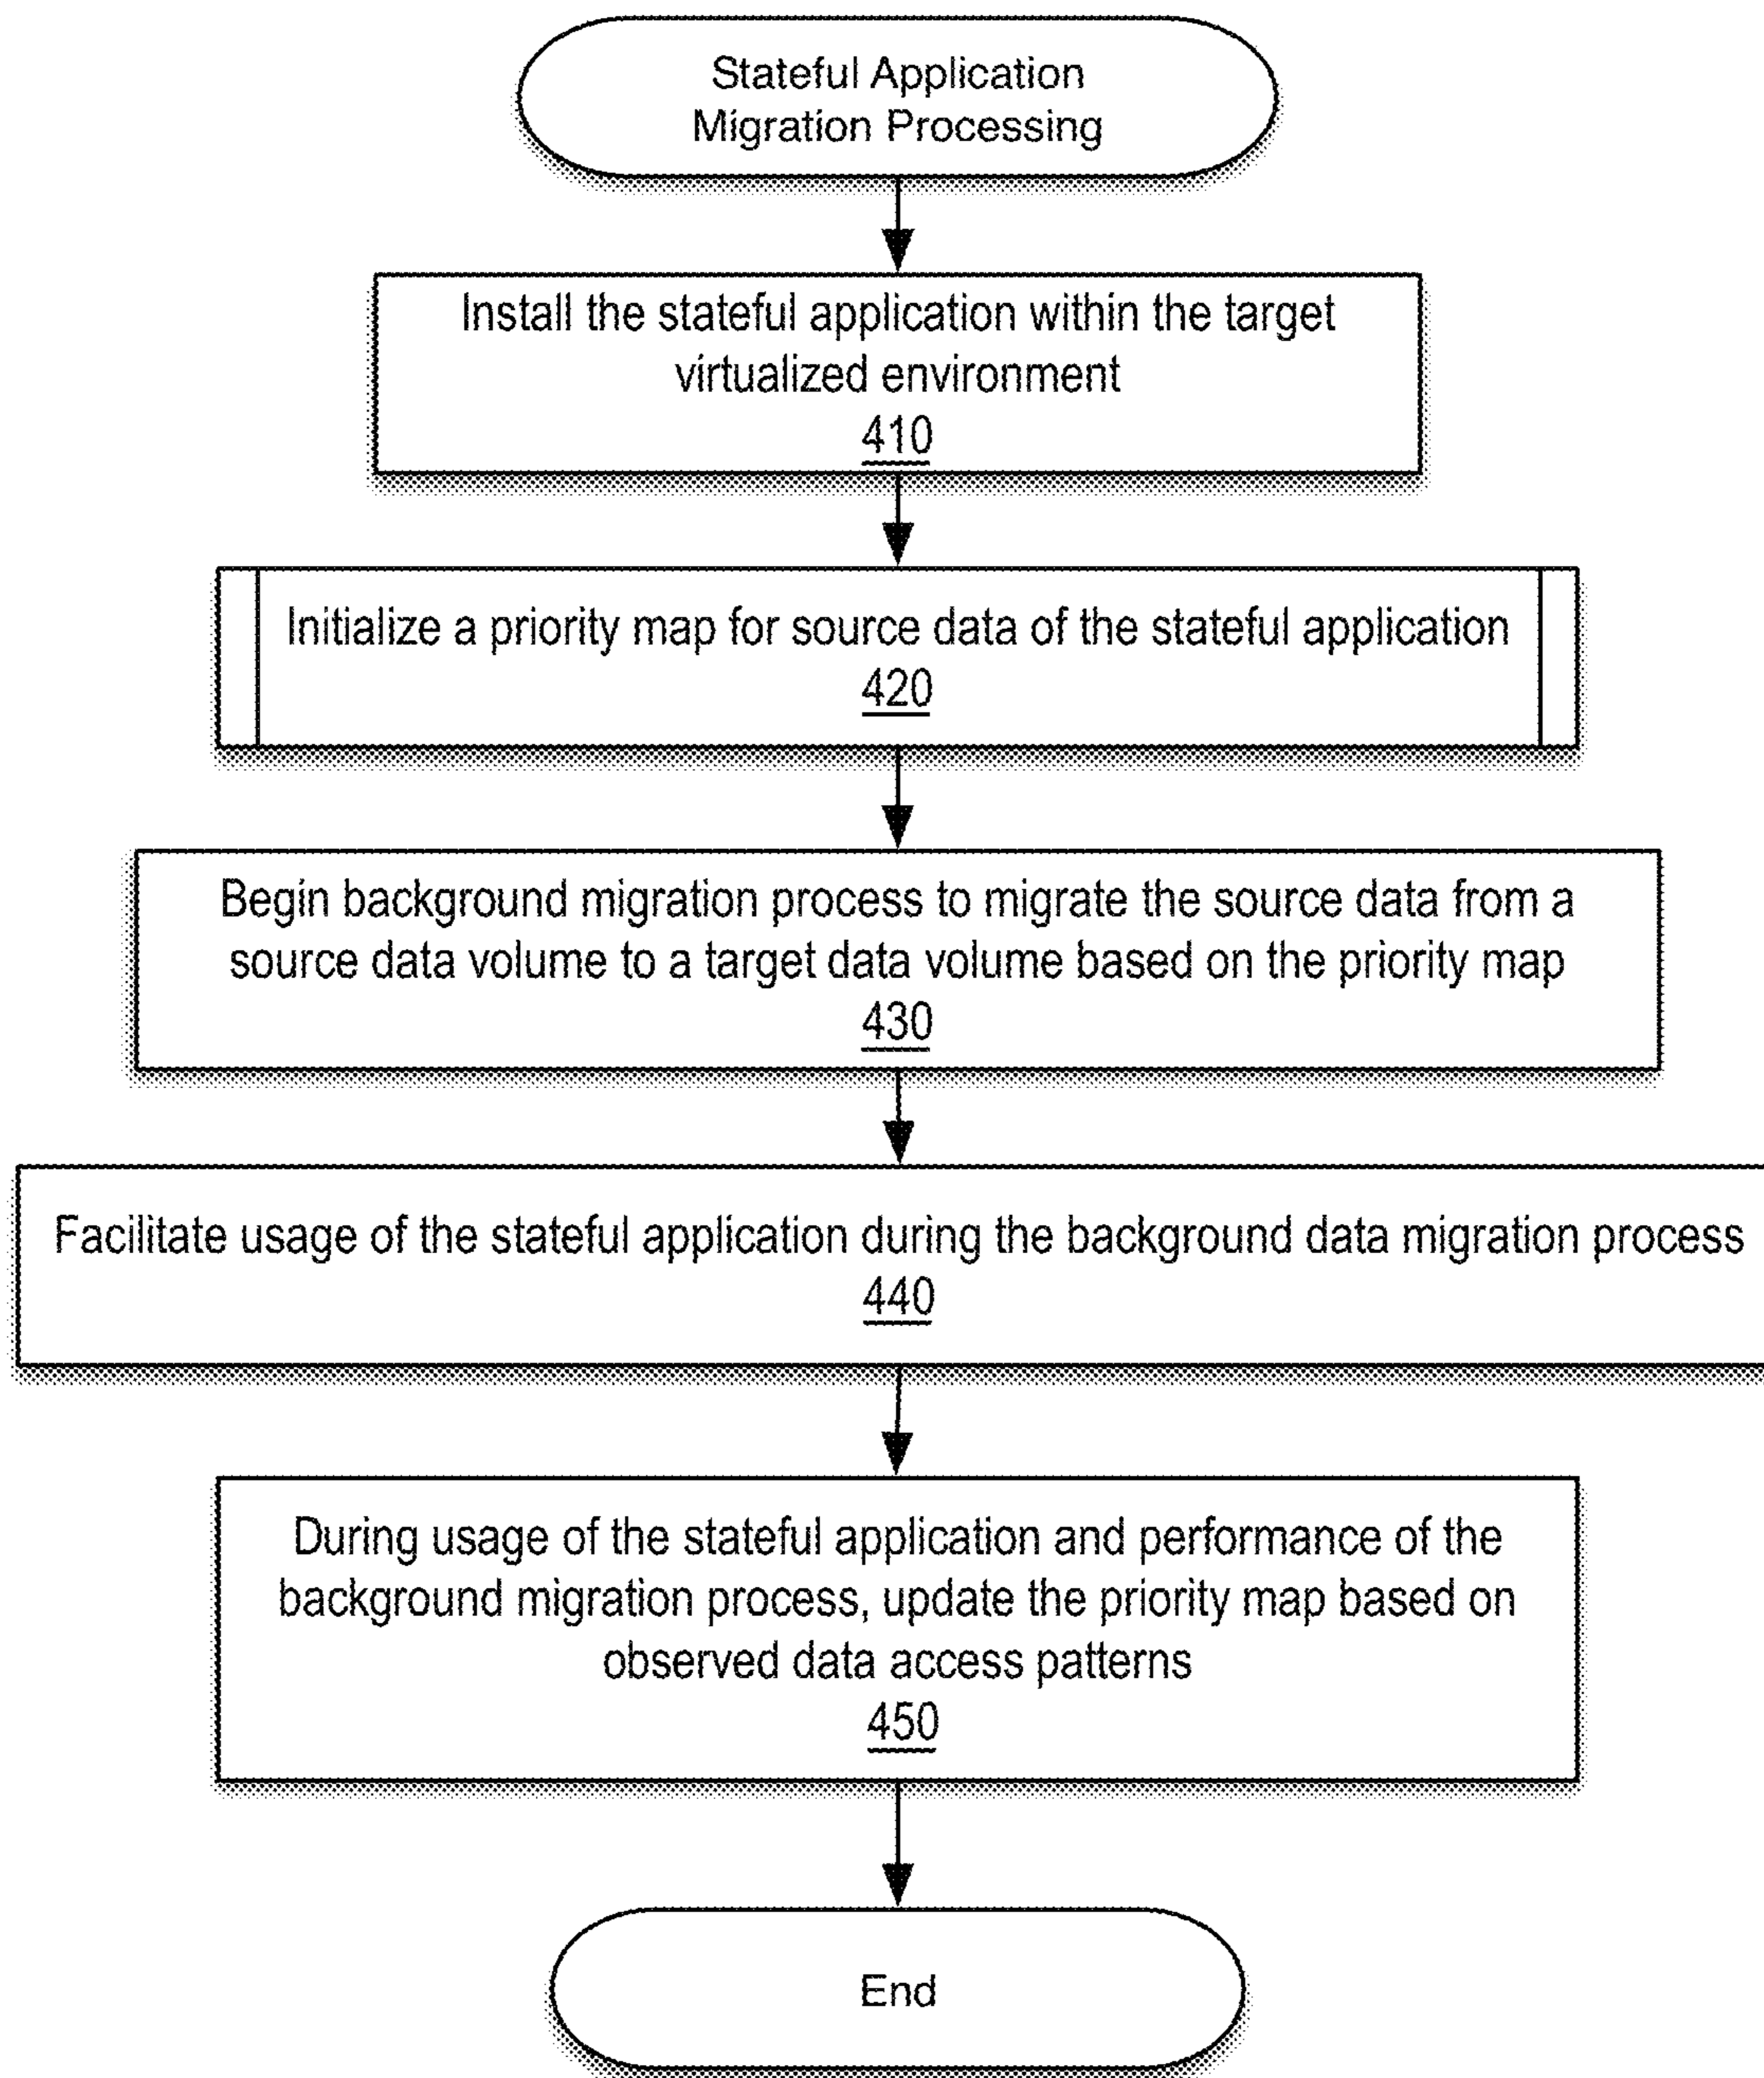 Stateful Application
Migration Processing
Install the stateful application within the target
virtualized environment
410
Initialize a priority map for source data of the stateful application
420
Begin background migration process to migrate the source data from a
source data volume to a target data volume based on the priority map
430
Facilitate usage of the stateful application during the background data migration process
440
During usage of the stateful application and performance of the
background migration process, update the priority map based on
observed data access patterns
450
End